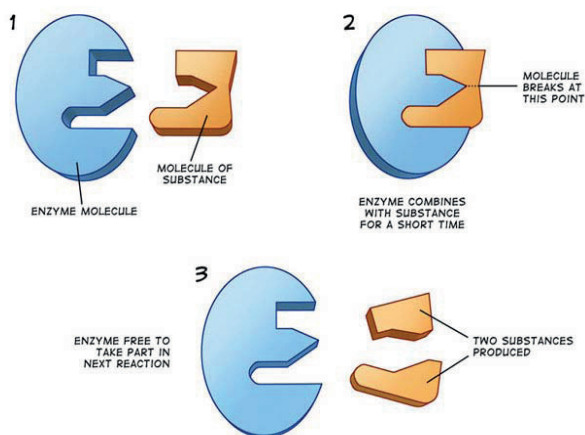 1
ENZYME MOLECULE
MOLECULE OF
SUBSTANCE
2
MOLECULE
BREAKS AT
THIS POINT
ENZYME COMBINES
WITH SUBSTANCE
FOR A SHORT TIME
3
ENZYME FREE TO
TAKE PART IN
NEXT REACTION
TWO SUBSTANCES
PRODUCED